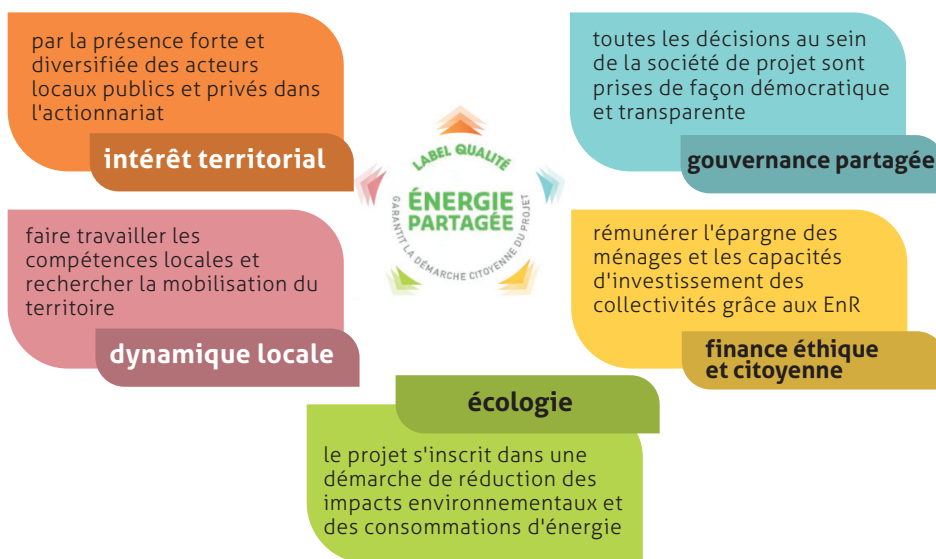 par la présence forte et
diversifiée des acteurs
locaux publics et privés dans
l'actionnariat
intérêt territorial
toutes les décisions au sein
de la société de projet sont
prises de façon démocratique
et transparente
gouvernance partagée
LABEL QUALITÉ
ÉNERGIE
PARTAGÉE
GARANTIT LA DÉMARCHE CITOYENNE DU PROJET
faire travailler les
compétences locales et
rechercher la mobilisation du
territoire
dynamique locale
rémunérer l'épargne des
ménages et les capacités
d'investissement des
collectivités grâce aux EnR
finance éthique
et citoyenne
écologie
le projet s'inscrit dans une
démarche de réduction des
impacts environnementaux et
des consommations d'énergie